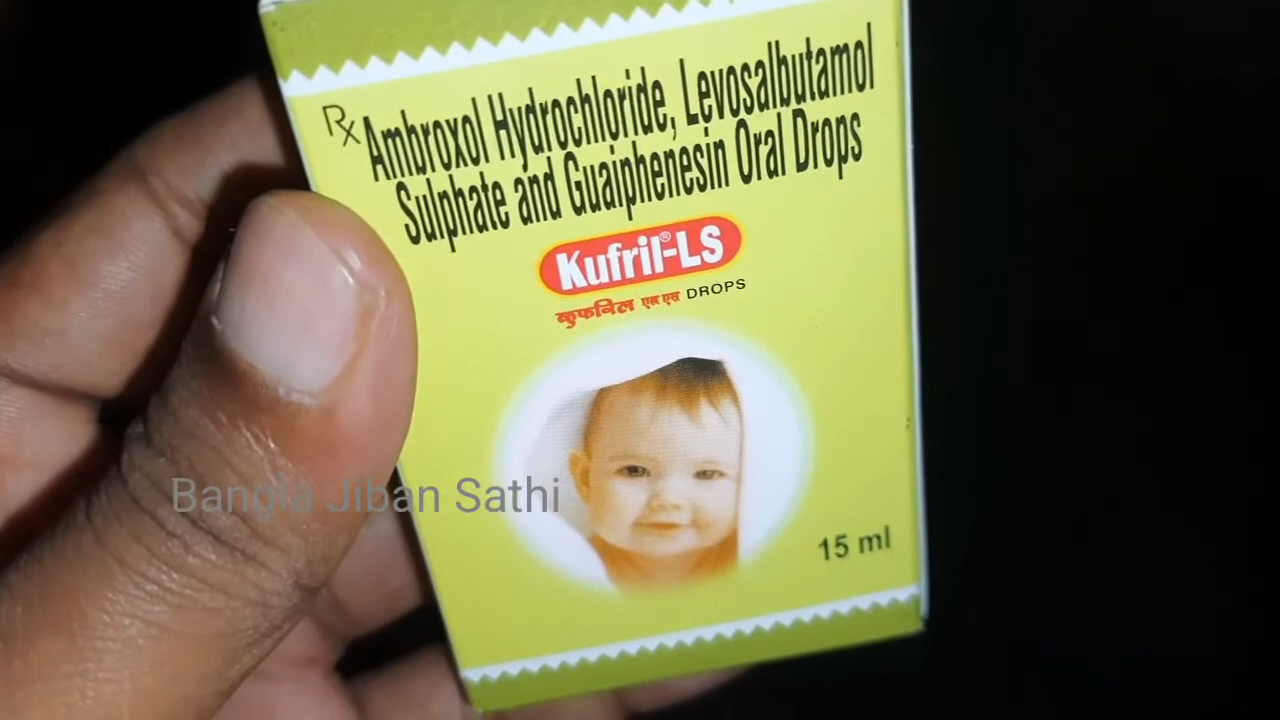 Rx Ambroxol Hydrochloride, Levosalbutamol
Sulphate and Guaiphenesin Oral Drops
Kufril®-LS
कुफ्रिल एल एस DROPS
Bangla Jiban Sathi
15 ml